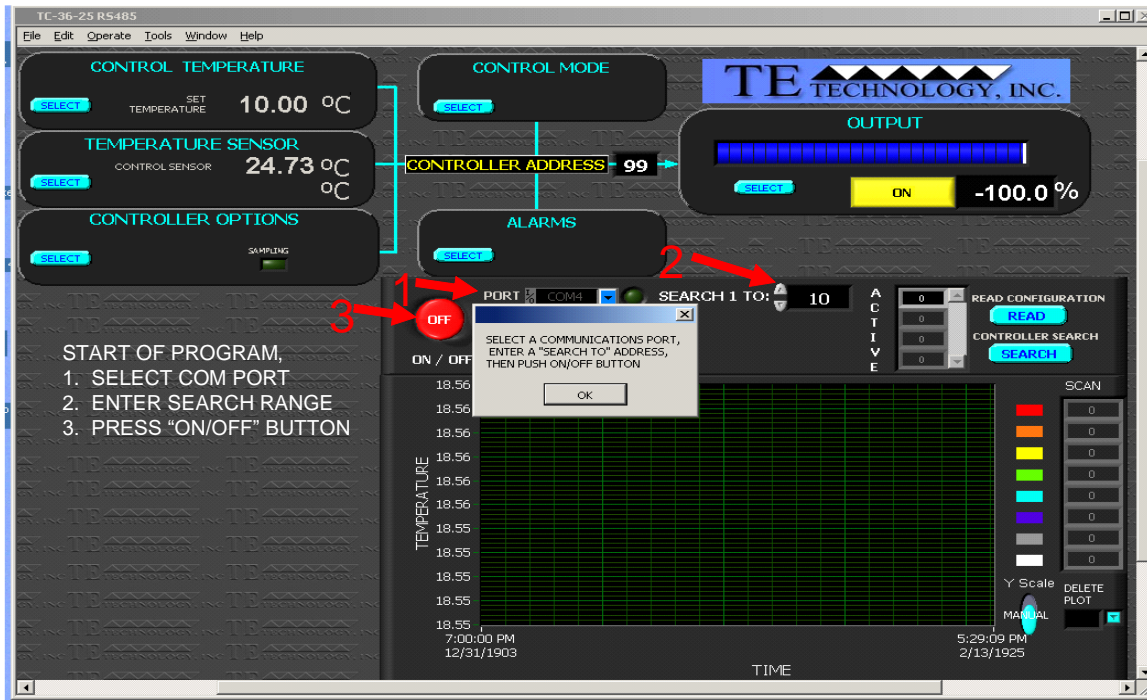 TC-36-25 RS485
File Edit Operate Tools Window Help
CONTROL TEMPERATURE
SELECT
SET TEMPERATURE
10.00 ºC
TEMPERATURE SENSOR
CONTROL SENSOR
24.73 ºC
SELECT
ºC
CONTROLLER OPTIONS
SELECT
SAMPLING
CONTROL MODE
SELECT
CONTROLLER ADDRESS 99
ALARMS
SELECT
TE TECHNOLOGY, INC.
OUTPUT
SELECT
ON
-100.0 %
1
2
3
PORT COM4
SEARCH 1 TO: 10
OFF
ON / OFF
ACTIVE
0
0
0
0
READ CONFIGURATION
READ
CONTROLLER SEARCH
SEARCH
SELECT A COMMUNICATIONS PORT,
ENTER A "SEARCH TO" ADDRESS,
THEN PUSH ON/OFF BUTTON
OK
START OF PROGRAM,
1. SELECT COM PORT
2. ENTER SEARCH RANGE
3. PRESS “ON/OFF” BUTTON
TEMPERATURE
18.56
18.56
18.56
18.56
18.56
18.56
18.55
18.55
18.55
18.55
18.55
7:00:00 PM
12/31/1903
5:29:09 PM
2/13/1925
TIME
SCAN
0
0
0
0
0
0
0
0
Y Scale
MANUAL
DELETE
PLOT